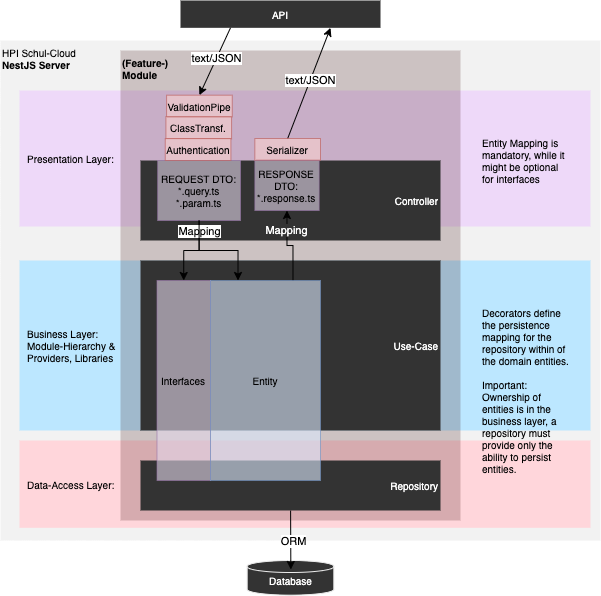 API
HPI Schul-Cloud
NestJS Server
(Feature-)
Module
text/JSON
text/JSON
ValidationPipe
ClassTransf.
Authentication
Serializer
Presentation Layer:
REQUEST DTO:
*.query.ts
*.param.ts
RESPONSE
DTO:
*.response.ts
Controller
Entity Mapping is
mandatory, while it
might be optional
for interfaces
Mapping
Mapping
Business Layer:
Module-Hierarchy &
Providers, Libraries
Use-Case
Interfaces
Entity
Decorators define
the persistence
mapping for the
repository within of
the domain entities.
Important:
Ownership of
entities is in the
business layer, a
repository must
provide only the
ability to persist
entities.
Data-Access Layer:
Repository
ORM
Database